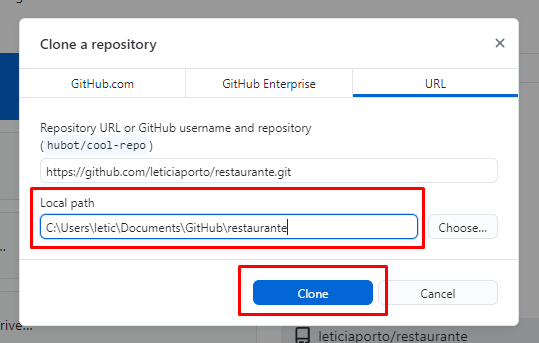 Clone a repository
GitHub.com
GitHub Enterprise
URL
Repository URL or GitHub username and repository
( hubot/cool-repo )
https://github.com/leticiaporto/restaurante.git
Local path
C:\Users\letic\Documents\GitHub\restaurante
Choose...
Clone
Cancel
rive...
leticiaporto/restaurante